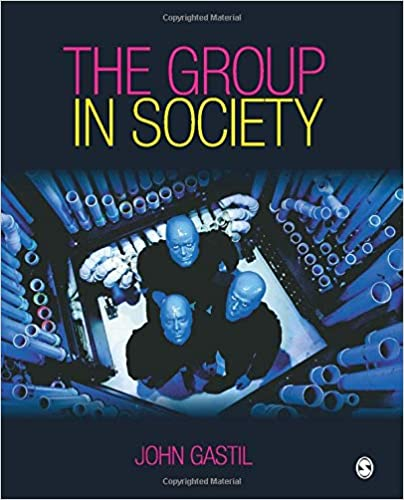 Copyrighted Material
THE GROUP
IN SOCIETY
JOHN GASTIL
S
Copyrighted Material